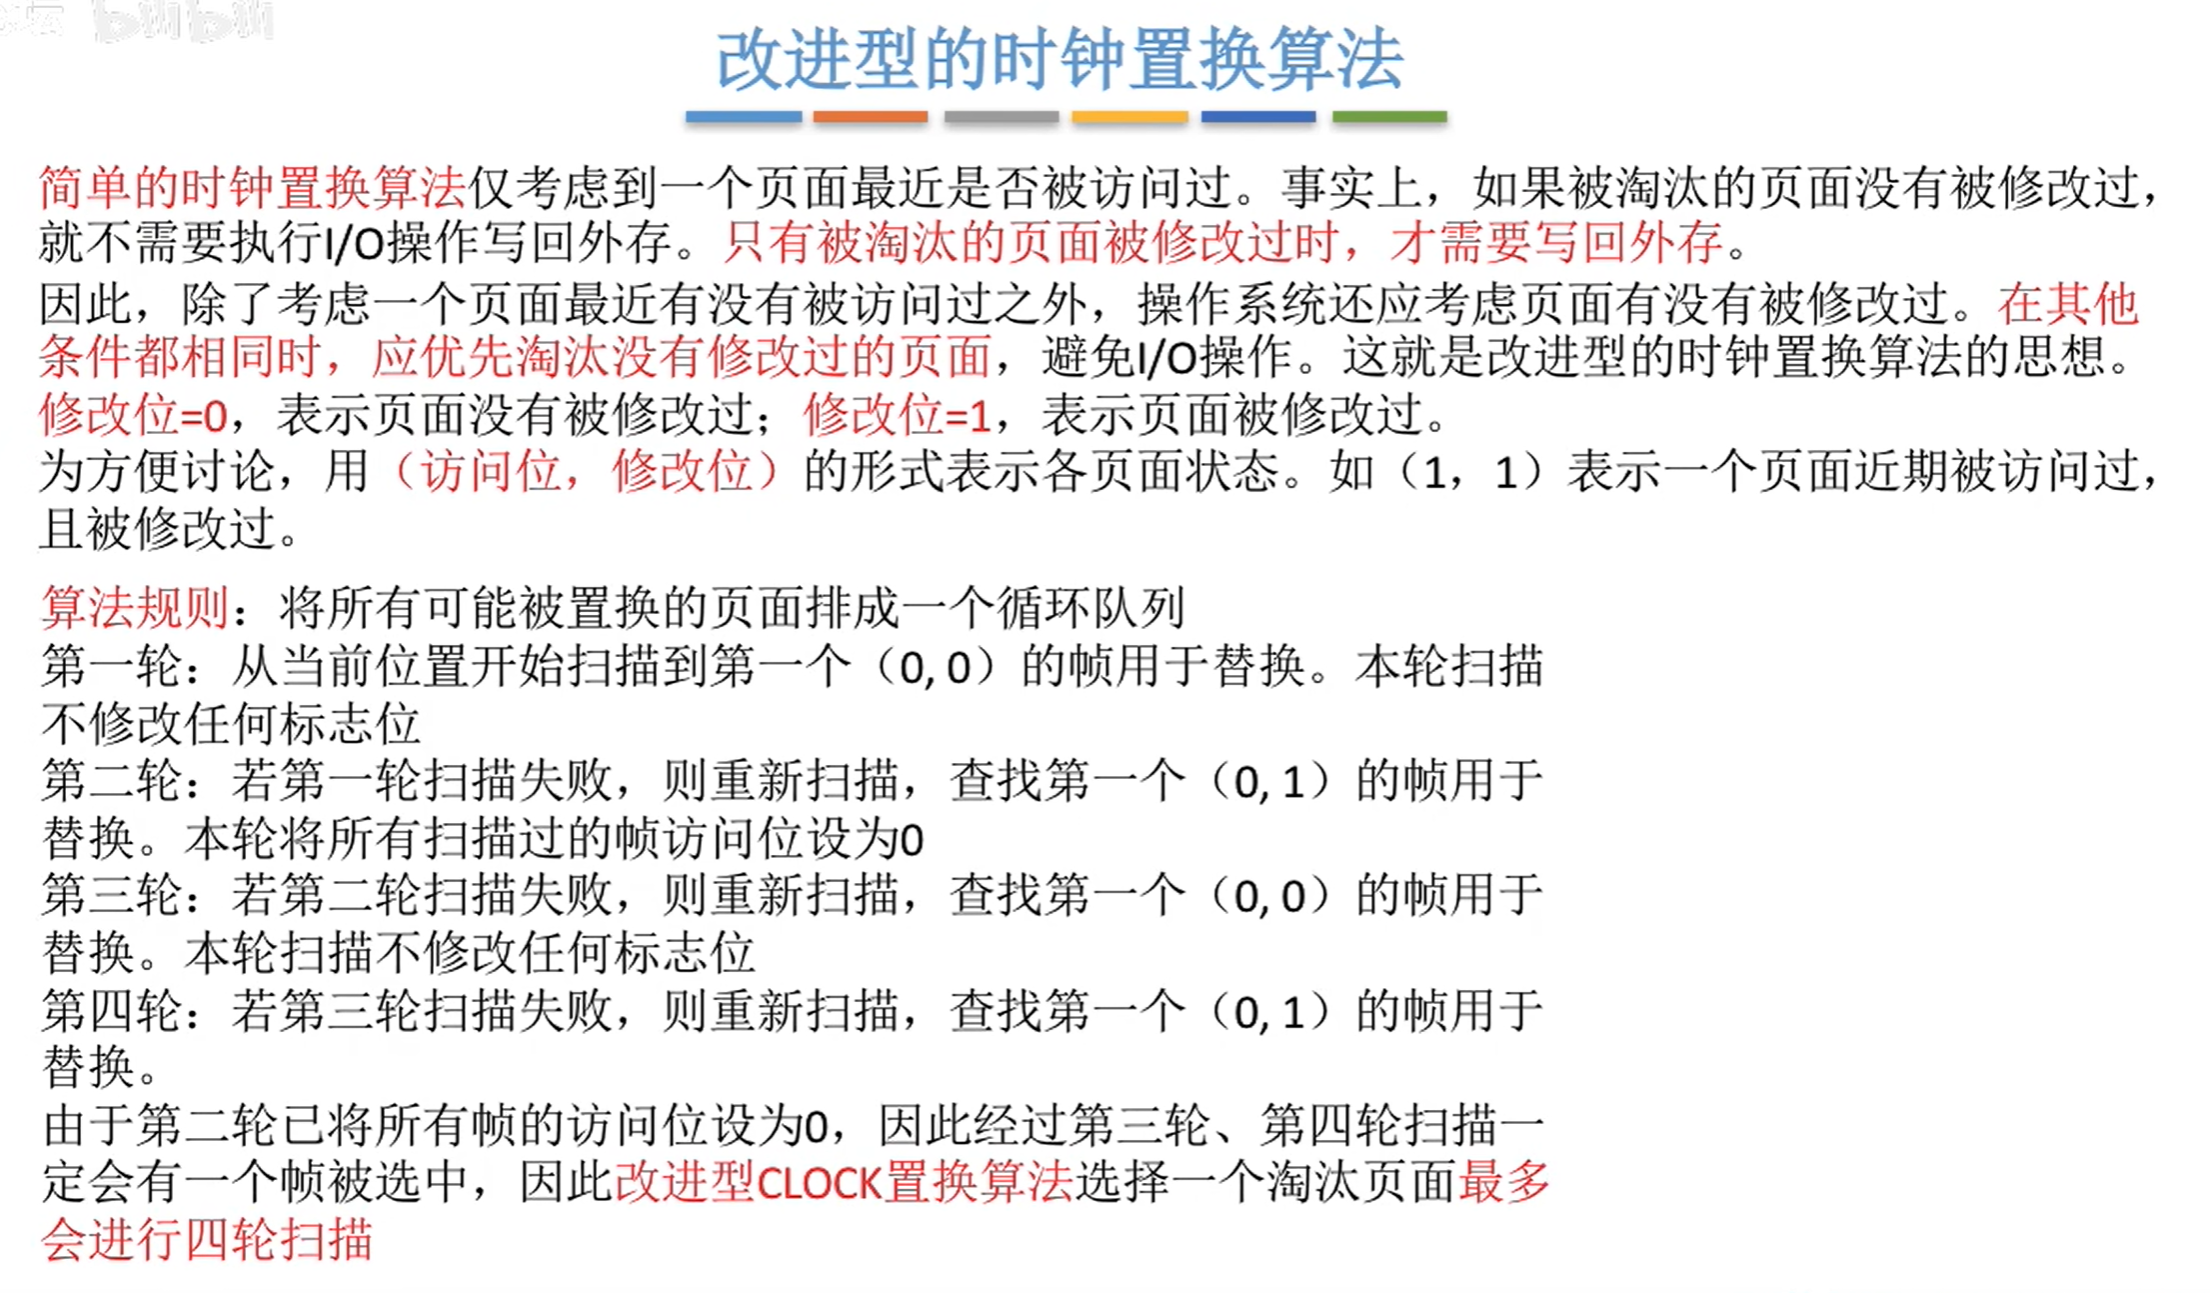 bilibili
改进型的时钟置换算法
简单的时钟置换算法仅考虑到一个页面最近是否被访问过。事实上，如果被淘汰的页面没有被修改过，
就不需要执行I/O操作写回外存。只有被淘汰的页面被修改过时，才需要写回外存。
因此，除了考虑一个页面最近有没有被访问过之外，操作系统还应考虑页面有没有被修改过。在其他
条件都相同时，应优先淘汰没有修改过的页面，避免I/O操作。这就是改进型的时钟置换算法的思想。
修改位=0，表示页面没有被修改过；修改位=1，表示页面被修改过。
为方便讨论，用（访问位，修改位）的形式表示各页面状态。如（1，1）表示一个页面近期被访问过，
且被修改过。
算法规则：将所有可能被置换的页面排成一个循环队列
第一轮：从当前位置开始扫描到第一个（0, 0）的帧用于替换。本轮扫描
不修改任何标志位
第二轮：若第一轮扫描失败，则重新扫描，查找第一个（0, 1）的帧用于
替换。本轮将所有扫描过的帧访问位设为0
第三轮：若第二轮扫描失败，则重新扫描，查找第一个（0, 0）的帧用于
替换。本轮扫描不修改任何标志位
第四轮：若第三轮扫描失败，则重新扫描，查找第一个（0, 1）的帧用于
替换。
由于第二轮已将所有帧的访问位设为0，因此经过第三轮、第四轮扫描一
定会有一个帧被选中，因此改进型CLOCK置换算法选择一个淘汰页面最多
会进行四轮扫描